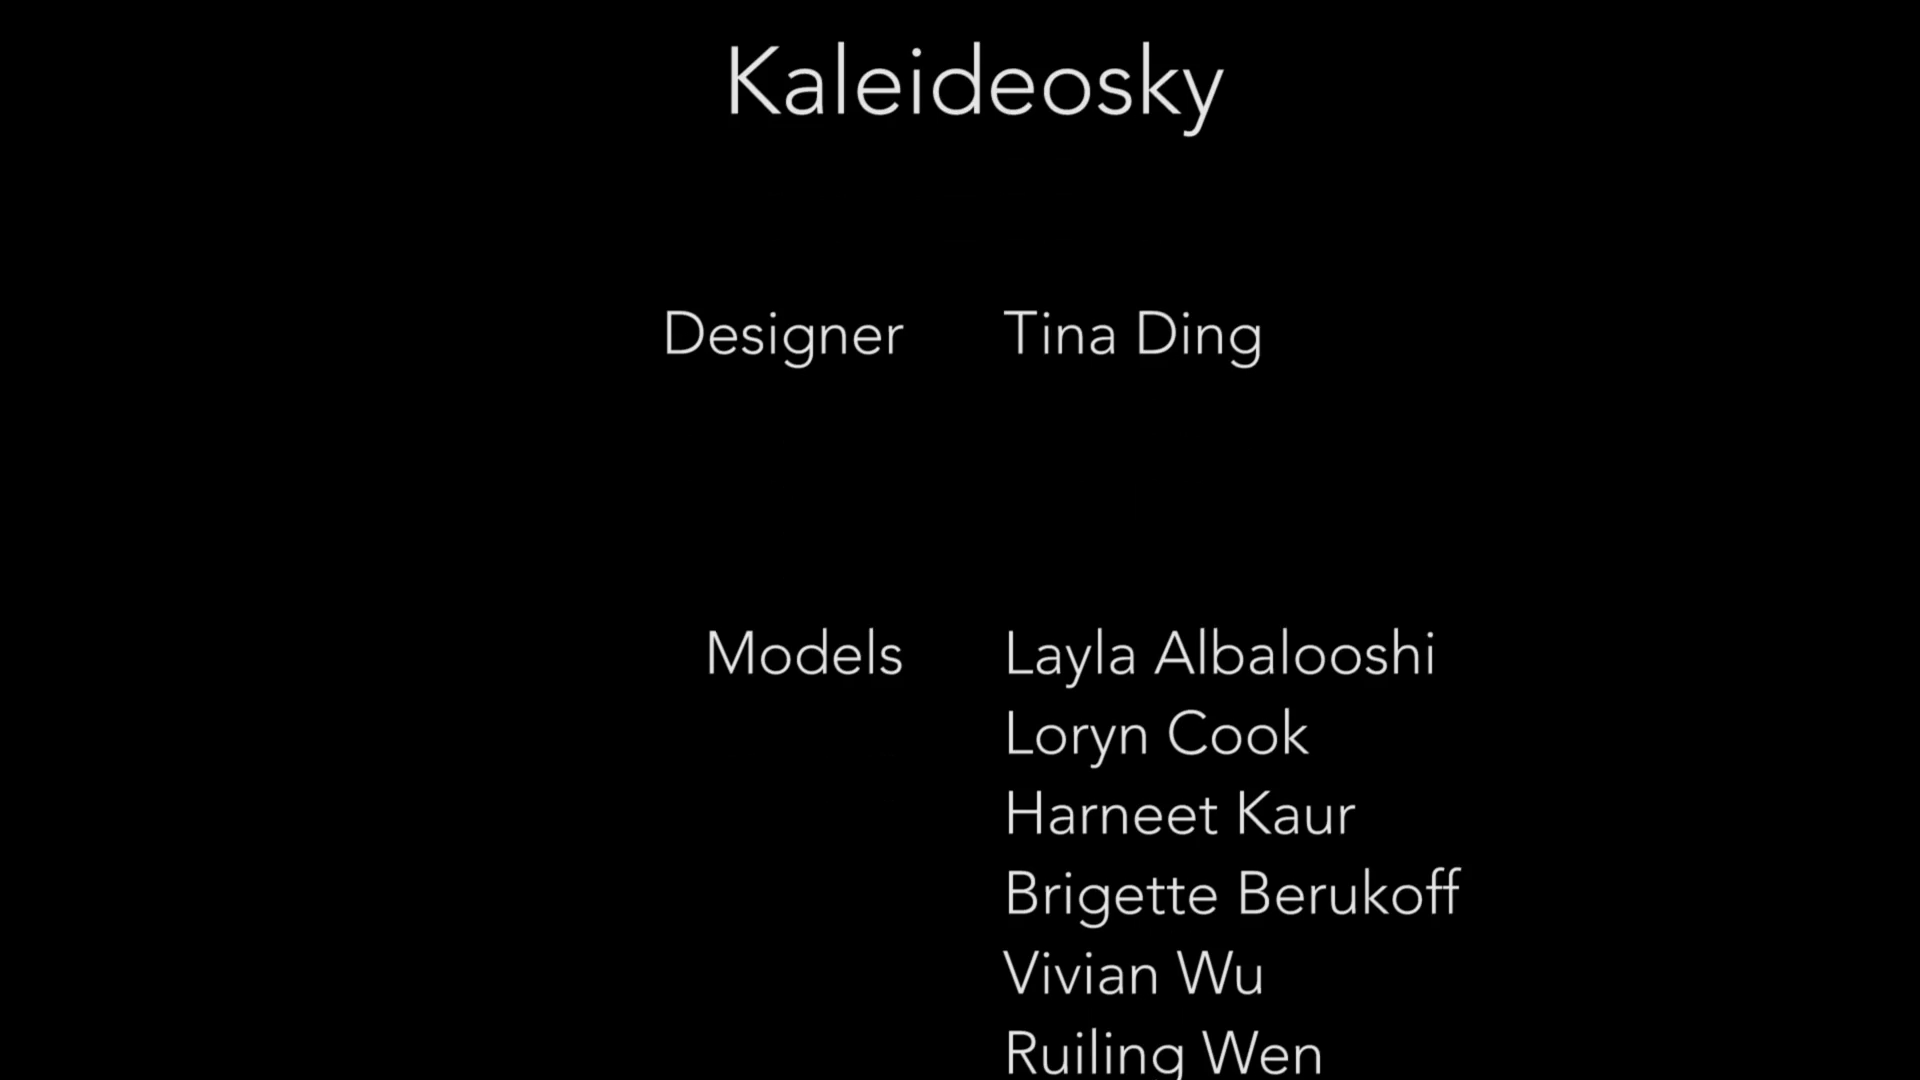 Kaleideosky
Designer Tina Ding
Models Layla Albalooshi
Loryn Cook
Harneet Kaur
Brigette Berukoff
Vivian Wu
Ruiling Wen